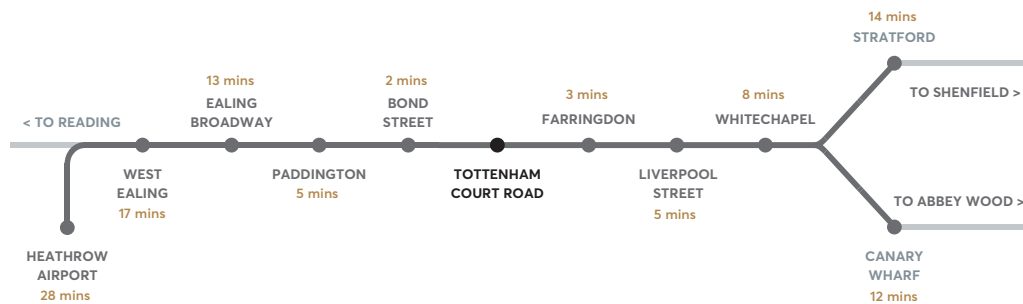 14 mins
STRATFORD
13 mins
EALING
BROADWAY
2 mins
BOND
STREET
3 mins
FARRINGDON
8 mins
WHITECHAPEL
TO SHENFIELD >
< TO READING
WEST
EALING
17 mins
PADDINGTON
5 mins
TOTTENHAM
COURT ROAD
LIVERPOOL
STREET
5 mins
TO ABBEY WOOD >
HEATHROW
AIRPORT
28 mins
CANARY
WHARF
12 mins